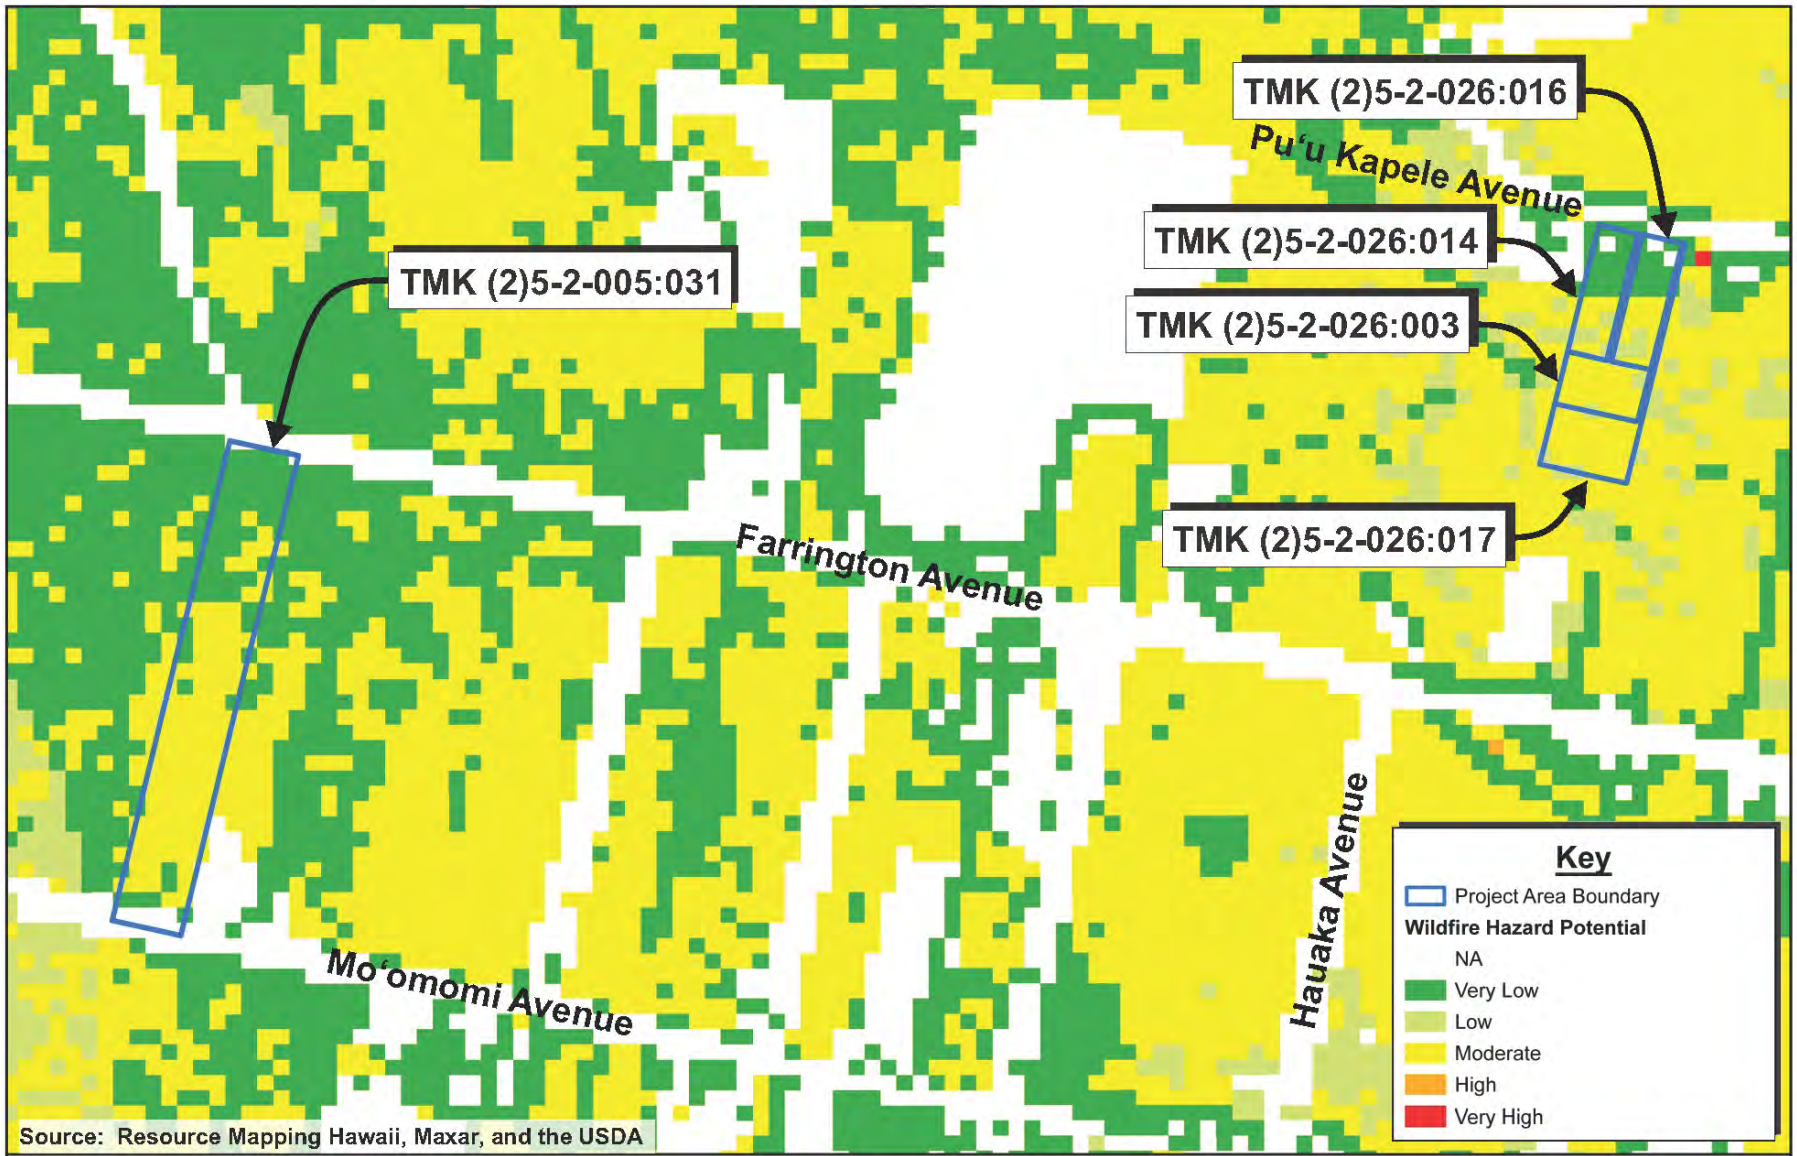 TMK (2)5-2-026:016
Pu‘u Kapele Avenue
TMK (2)5-2-026:014
TMK (2)5-2-005:031
TMK (2)5-2-026:003
TMK (2)5-2-026:017
Farrington Avenue
Hauaka Avenue
Mo‘omomi Avenue
Key
Project Area Boundary
Wildfire Hazard Potential
NA
Very Low
Low
Moderate
High
Very High
Source: Resource Mapping Hawaii, Maxar, and the USDA